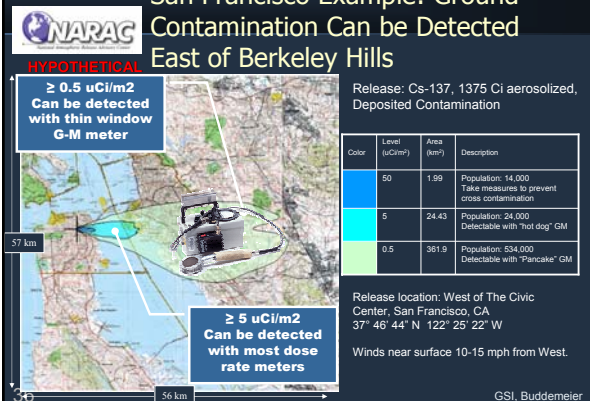 San Francisco Example: Ground
Contamination Can be Detected
East of Berkeley Hills
NARAC
National Atmospheric Release Advisory Center
HYPOTHETICAL
≥ 0.5 uCi/m2
Can be detected
with thin window
G-M meter
57 km
≥ 5 uCi/m2
Can be detected
with most dose
rate meters
56 km
Release: Cs-137, 1375 Ci aerosolized,
Deposited Contamination
Color Level (uCi/m²) Area (km²) Description
50 1.99 Population: 14,000
Take measures to prevent
cross contamination
5 24.43 Population: 24,000
Detectable with "hot dog" GM
0.5 361.9 Population: 534,000
Detectable with "Pancake" GM
Release location: West of The Civic
Center, San Francisco, CA
37° 46' 44" N 122° 25' 22" W
Winds near surface 10-15 mph from West.
36
GSI, Buddemeier